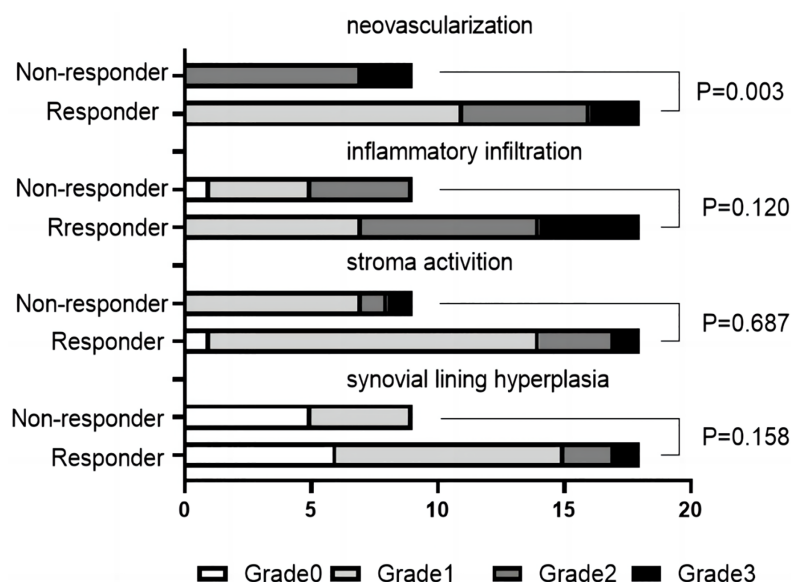 neovascularization
Non-responder
Responder
P=0.003
inflammatory infiltration
Non-responder
Rresponder
P=0.120
stroma activation
Non-responder
Responder
P=0.687
synovial lining hyperplasia
Non-responder
Responder
P=0.158
0 5 10 15 20
Grade0 Grade1 Grade2 Grade3